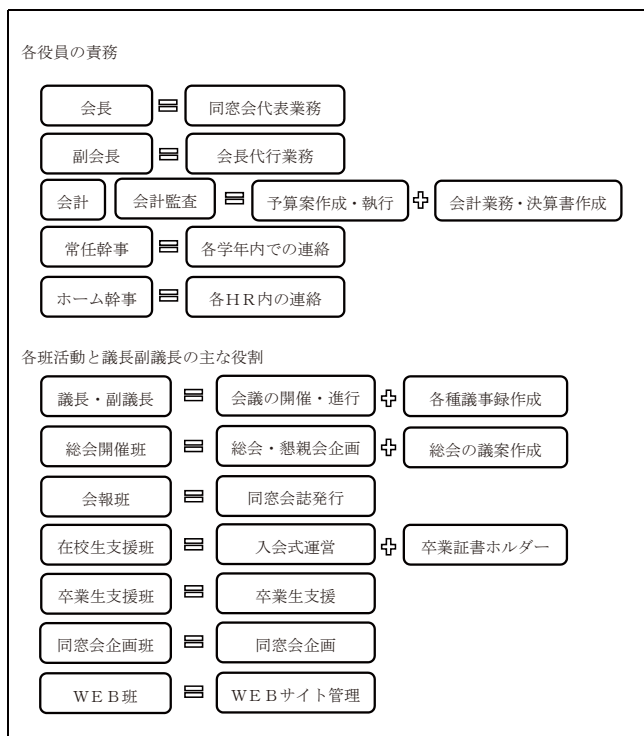 各役員の責務
会長 = 同窓会代表業務
副会長 = 会長代行業務
会計 会計監査 = 予算案作成・執行 + 会計業務・決算書作成
常任幹事 = 各学年内での連絡
ホーム幹事 = 各HR内の連絡
各班活動と議長副議長の主な役割
議長・副議長 = 会議の開催・進行 + 各種議事録作成
総会開催班 = 総会・懇親会企画 + 総会の議案作成
会報班 = 同窓会誌発行
在校生支援班 = 入会式運営 + 卒業証書ホルダー
卒業生支援班 = 卒業生支援
同窓会企画班 = 同窓会企画
WEB班 = WEBサイト管理